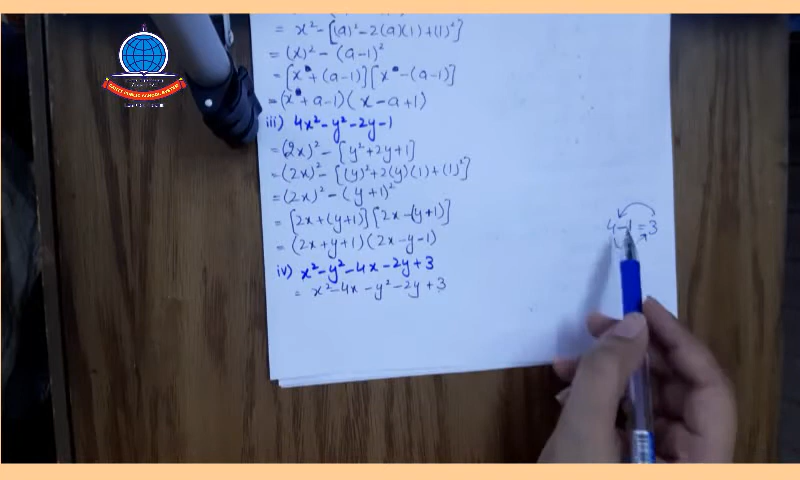 = x² - [(a)² - 2(a)(1) + (1)²]
= (x)² - (a-1)²
= [x + (a-1)] [x - (a-1)]
= (x + a-1) ( x - a +1)
iii) 4x² - y² - 2y - 1
= (2x)² - [y² + 2y + 1]
= (2x)² - [(y)² + 2(y)(1) + (1)²]
= (2x)² - (y+1)²
= [2x + (y+1)] [2x - (y+1)]
= (2x + y + 1) (2x - y - 1)
iv) x² - y² - 4x - 2y + 3
= x² - 4x - y² - 2y + 3
4 - 1 = 3